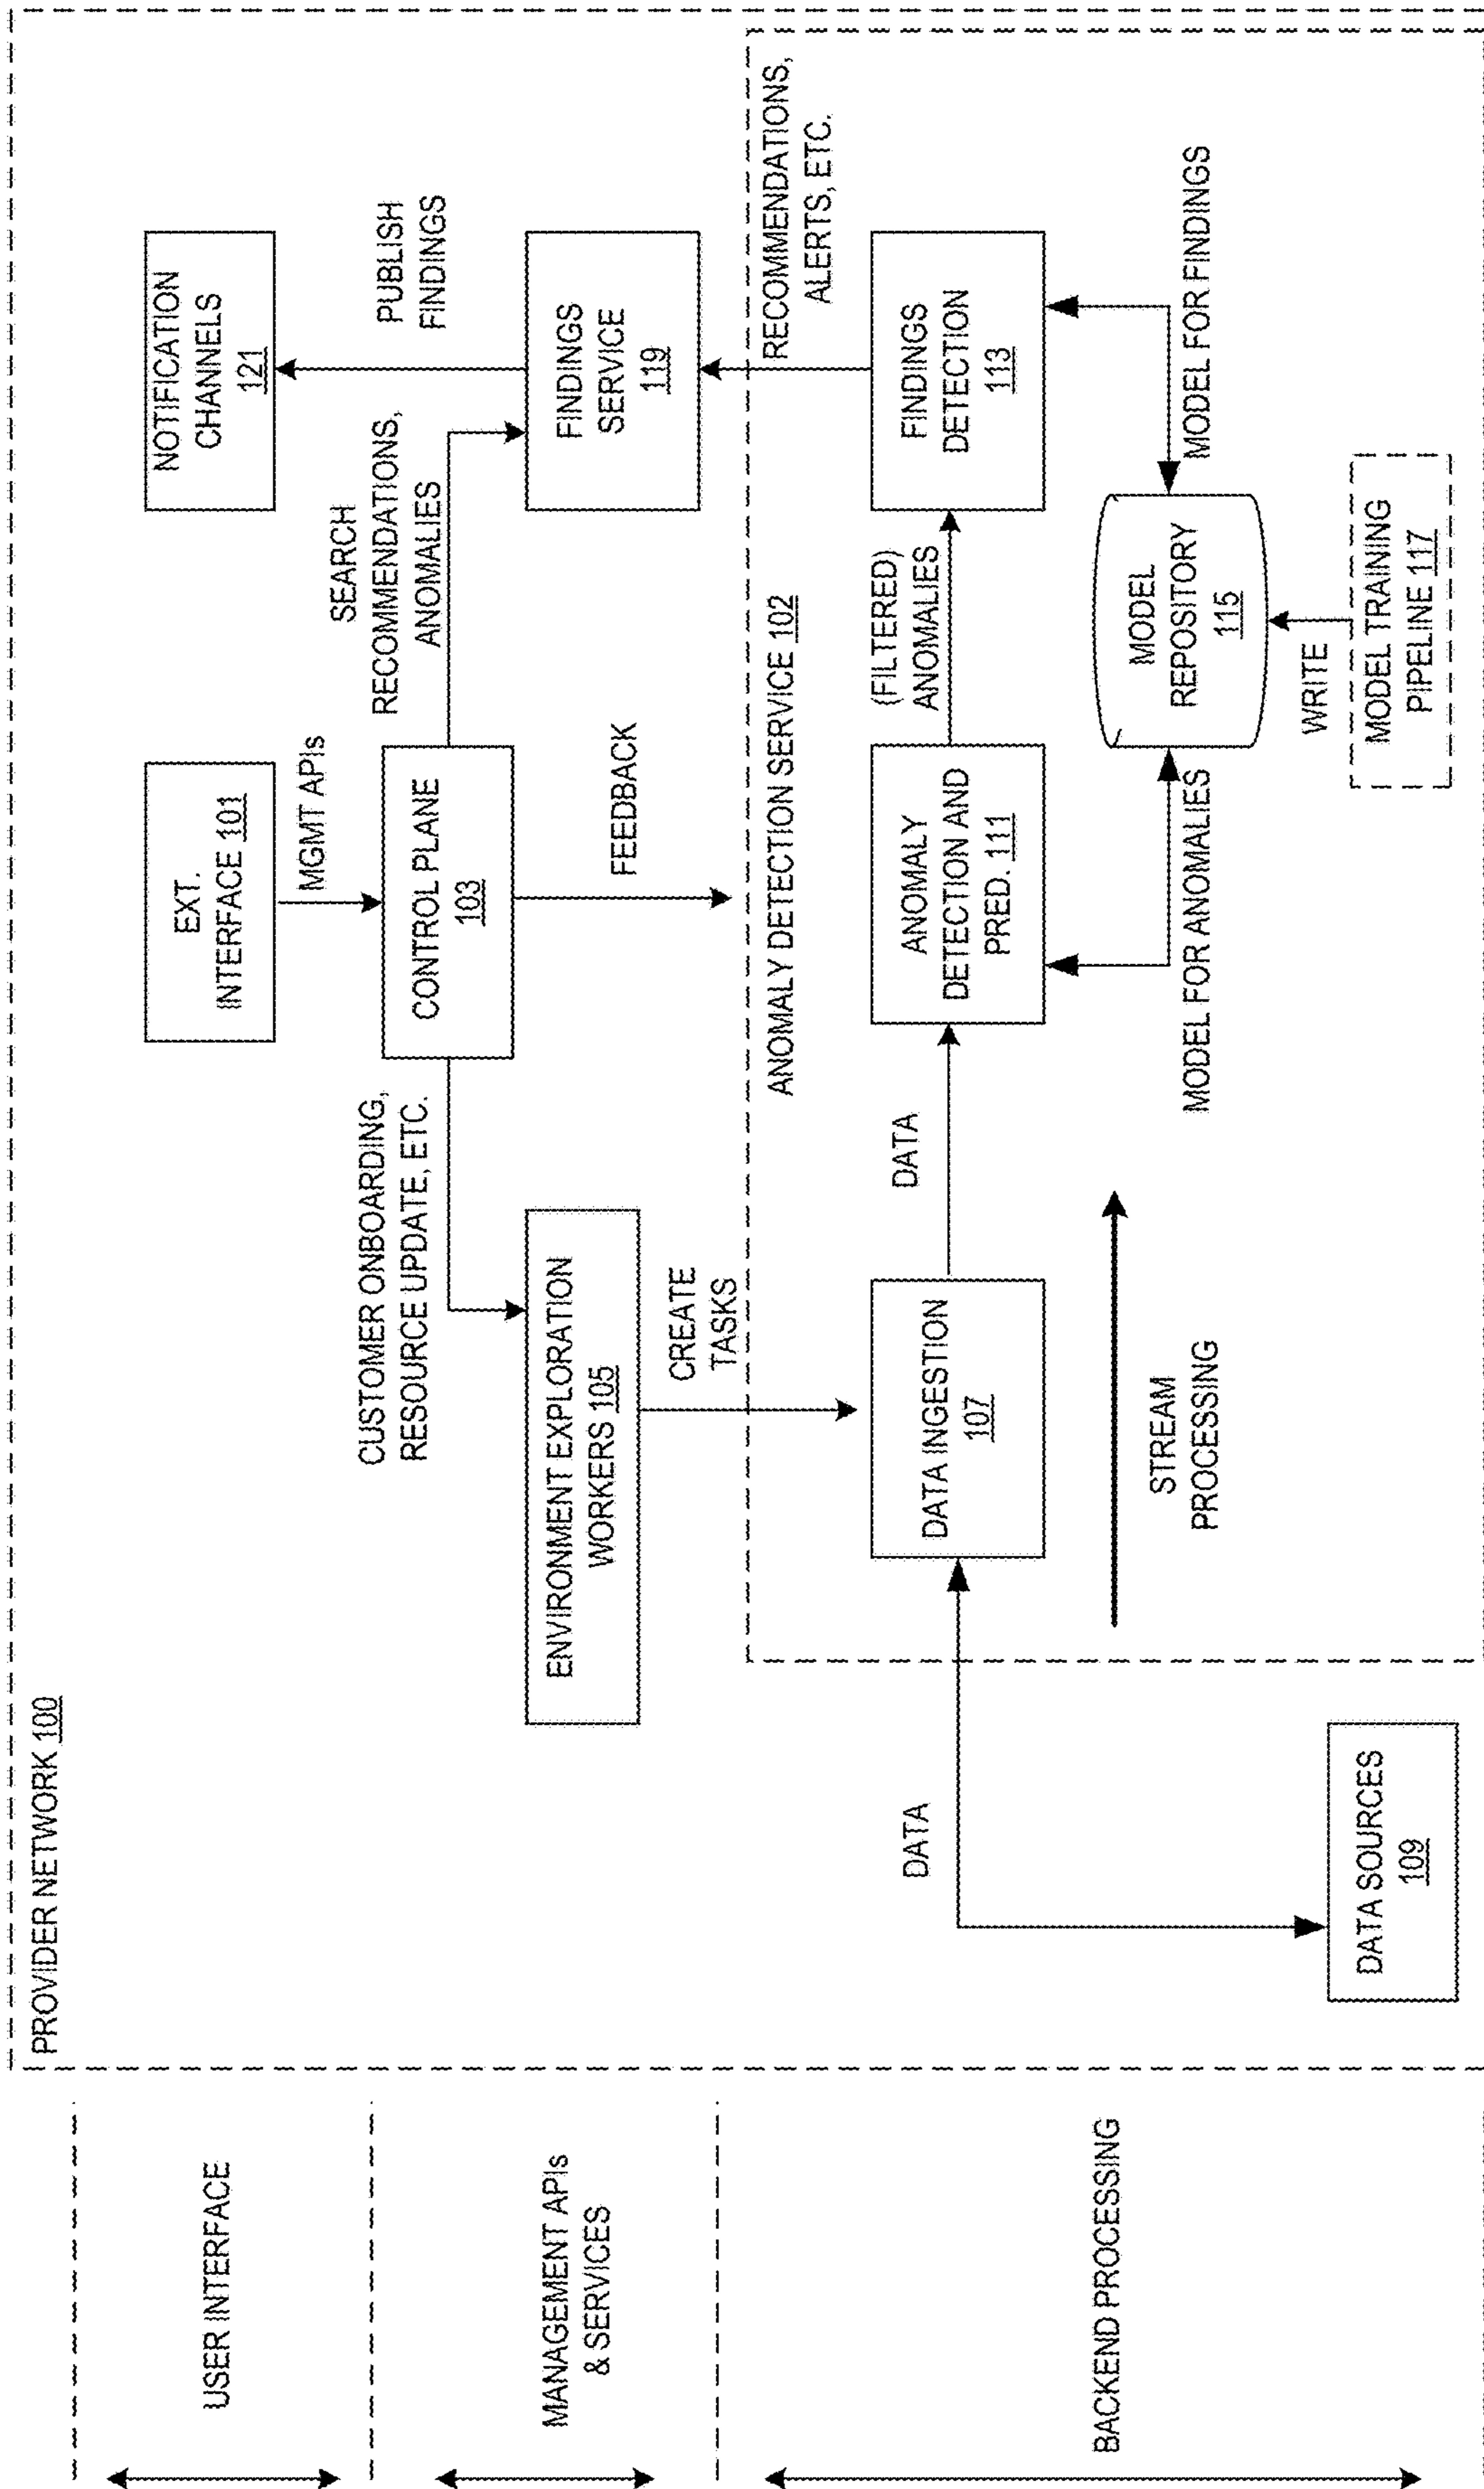 PROVIDER NETWORK 100
USER INTERFACE
EXT.
INTERFACE 101
NOTIFICATION
CHANNELS
121
MGMT APIs
PUBLISH
FINDINGS
MANAGEMENT APIs
& SERVICES
CUSTOMER ONBOARDING,
RESOURCE UPDATE, ETC.
CONTROL PLANE
103
SEARCH
RECOMMENDATIONS,
ANOMALIES
ENVIRONMENT EXPLORATION
WORKERS 105
FINDINGS
SERVICE
119
CREATE
TASKS
FEEDBACK
ANOMALY DETECTION SERVICE 102
RECOMMENDATIONS,
ALERTS, ETC.
BACKEND PROCESSING
DATA
DATA INGESTION
107
DATA
ANOMALY
DETECTION AND
PRED. 111
(FILTERED)
ANOMALIES
FINDINGS
DETECTION
113
STREAM
PROCESSING
MODEL FOR ANOMALIES
MODEL
REPOSITORY
115
MODEL FOR FINDINGS
WRITE
DATA SOURCES
109
MODEL TRAINING
PIPELINE 117